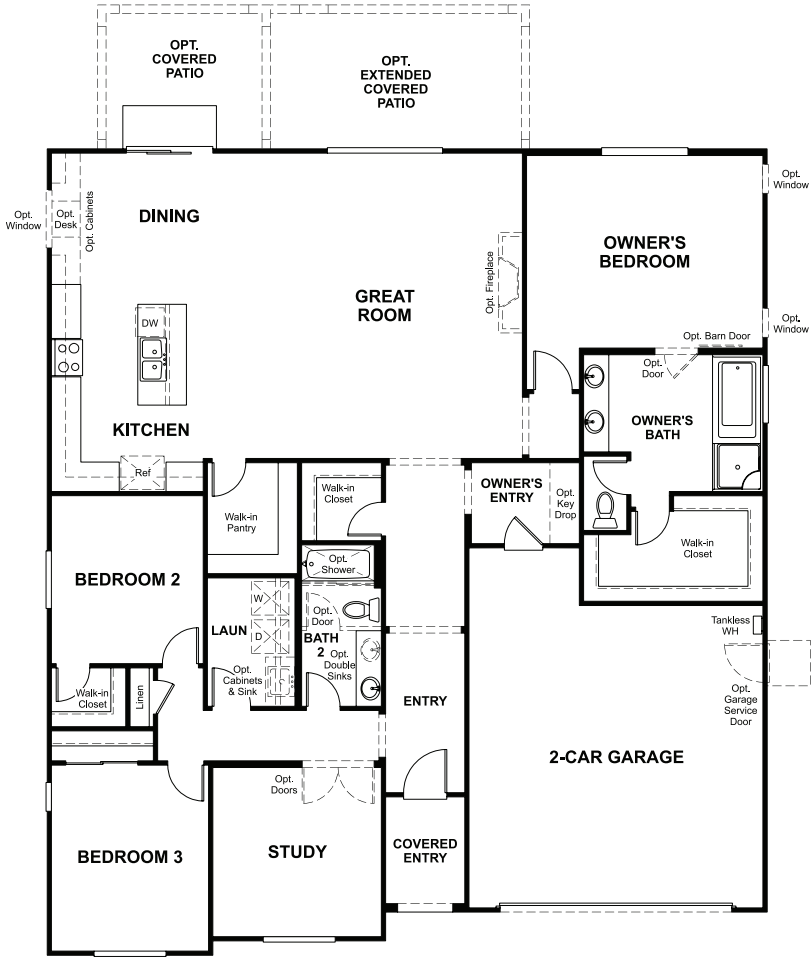 OPT.
COVERED
PATIO
OPT.
EXTENDED
COVERED
PATIO
Opt.
Window
Opt.
Desk
Opt. Cabinets
DINING
GREAT
ROOM
Opt. Fireplace
OWNER'S
BEDROOM
Opt.
Window
Opt.
Window
Opt. Barn Door
Opt.
Door
DW
KITCHEN
Ref
OWNER'S
BATH
Walk-in
Pantry
Walk-in
Closet
OWNER'S
ENTRY
Opt.
Key
Drop
Walk-in
Closet
BEDROOM 2
Opt.
Shower
W
D
LAUN
Opt.
Cabinets
& Sink
Opt.
Door
BATH
2
Opt.
Double
Sinks
Tankless
WH
Opt.
Garage
Service
Door
Walk-in
Closet
Linen
ENTRY
2-CAR GARAGE
Opt.
Doors
BEDROOM 3
STUDY
COVERED
ENTRY